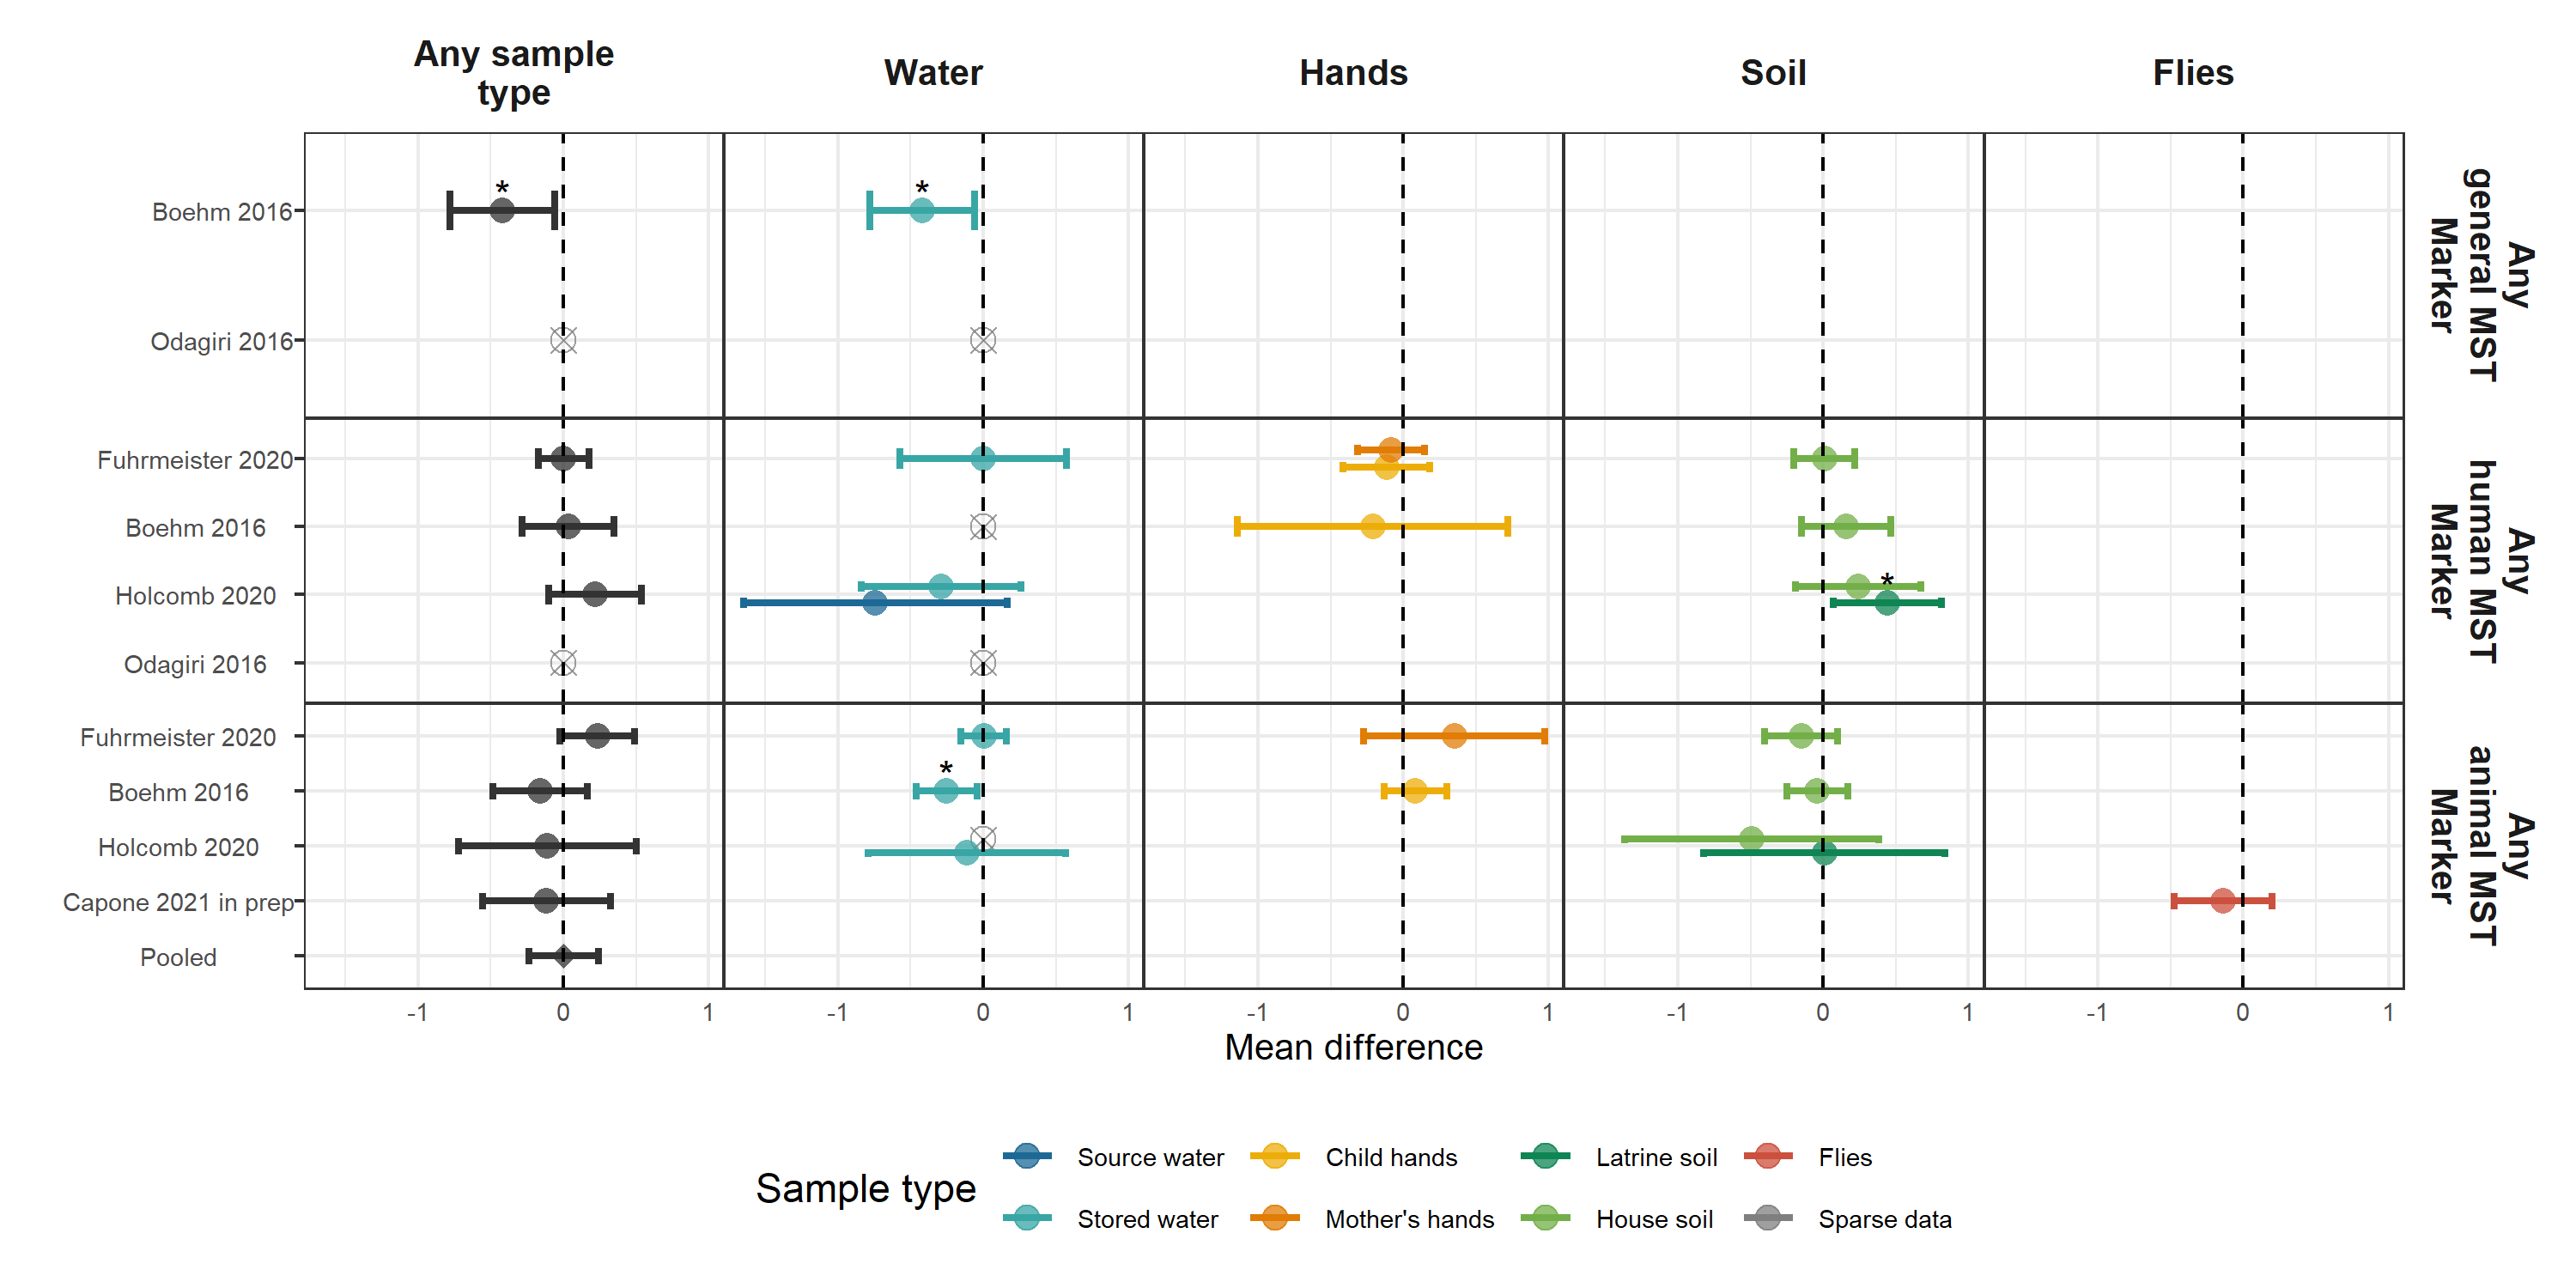 Any sample
type
Water
Hands
Soil
Flies
Boehm 2016
*
*
Odagiri 2016
Any
general MST
Marker
Fuhrmeister 2020
Boehm 2016
Holcomb 2020
*
Odagiri 2016
Any
human MST
Marker
Fuhrmeister 2020
Boehm 2016
*
Holcomb 2020
Capone 2021 in prep
Pooled
Any
animal MST
Marker
-1 0 1 -1 0 1 -1 0 1 -1 0 1 -1 0 1
Mean difference
Sample type
Source water Child hands Latrine soil Flies
Stored water Mother's hands House soil Sparse data